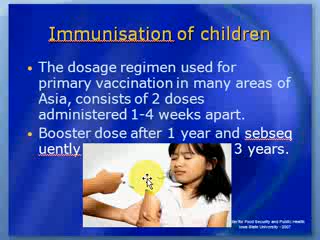 Immunisation of children
• The dosage regimen used for
primary vaccination in many areas of
Asia, consists of 2 doses
administered 1-4 weeks apart.
• Booster dose after 1 year and sebseq
uently 3 years.
for Food Security and Public Health
Iowa State University - 2007